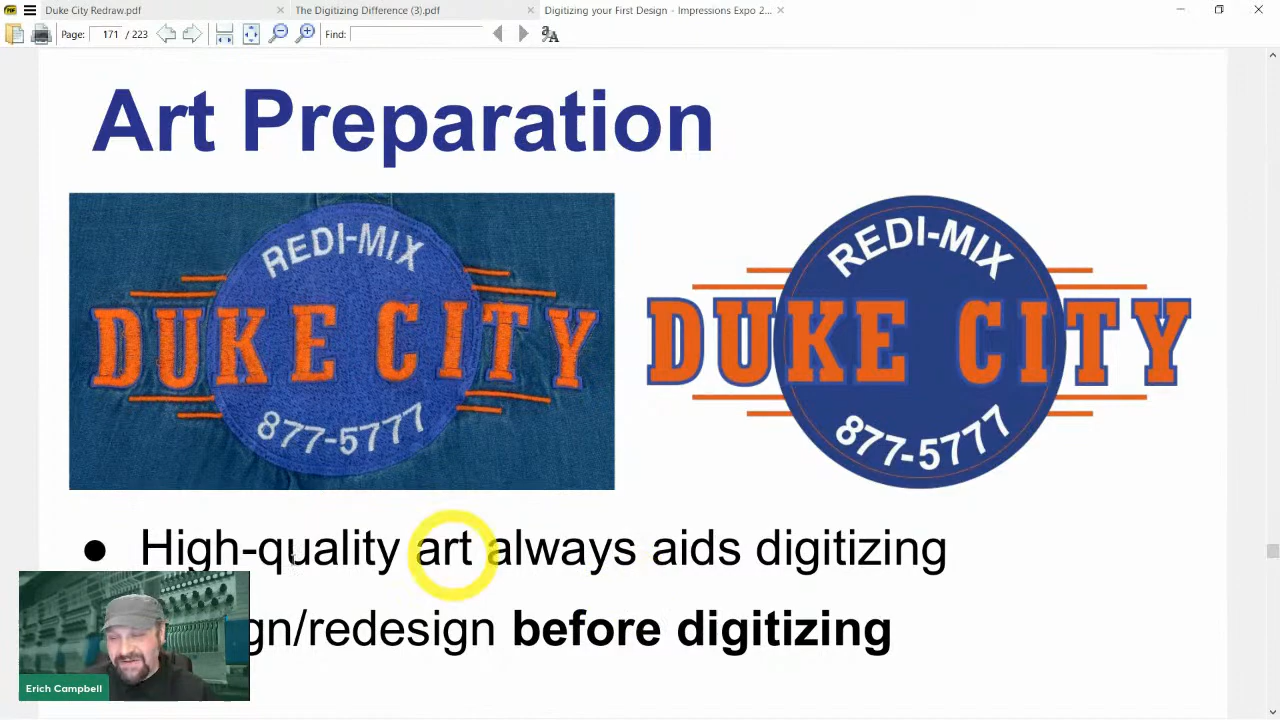 Duke City Redraw.pdf
The Digitizing Difference (3).pdf
Digitizing your First Design - Impressions Expo 2...
Page: 171 / 223
Find:
Art Preparation
REDI-MIX
DUKE CITY
877-5777
REDI-MIX
DUKE CITY
877-5777
● High-quality art always aids digitizing
gn/redesign before digitizing
Erich Campbell